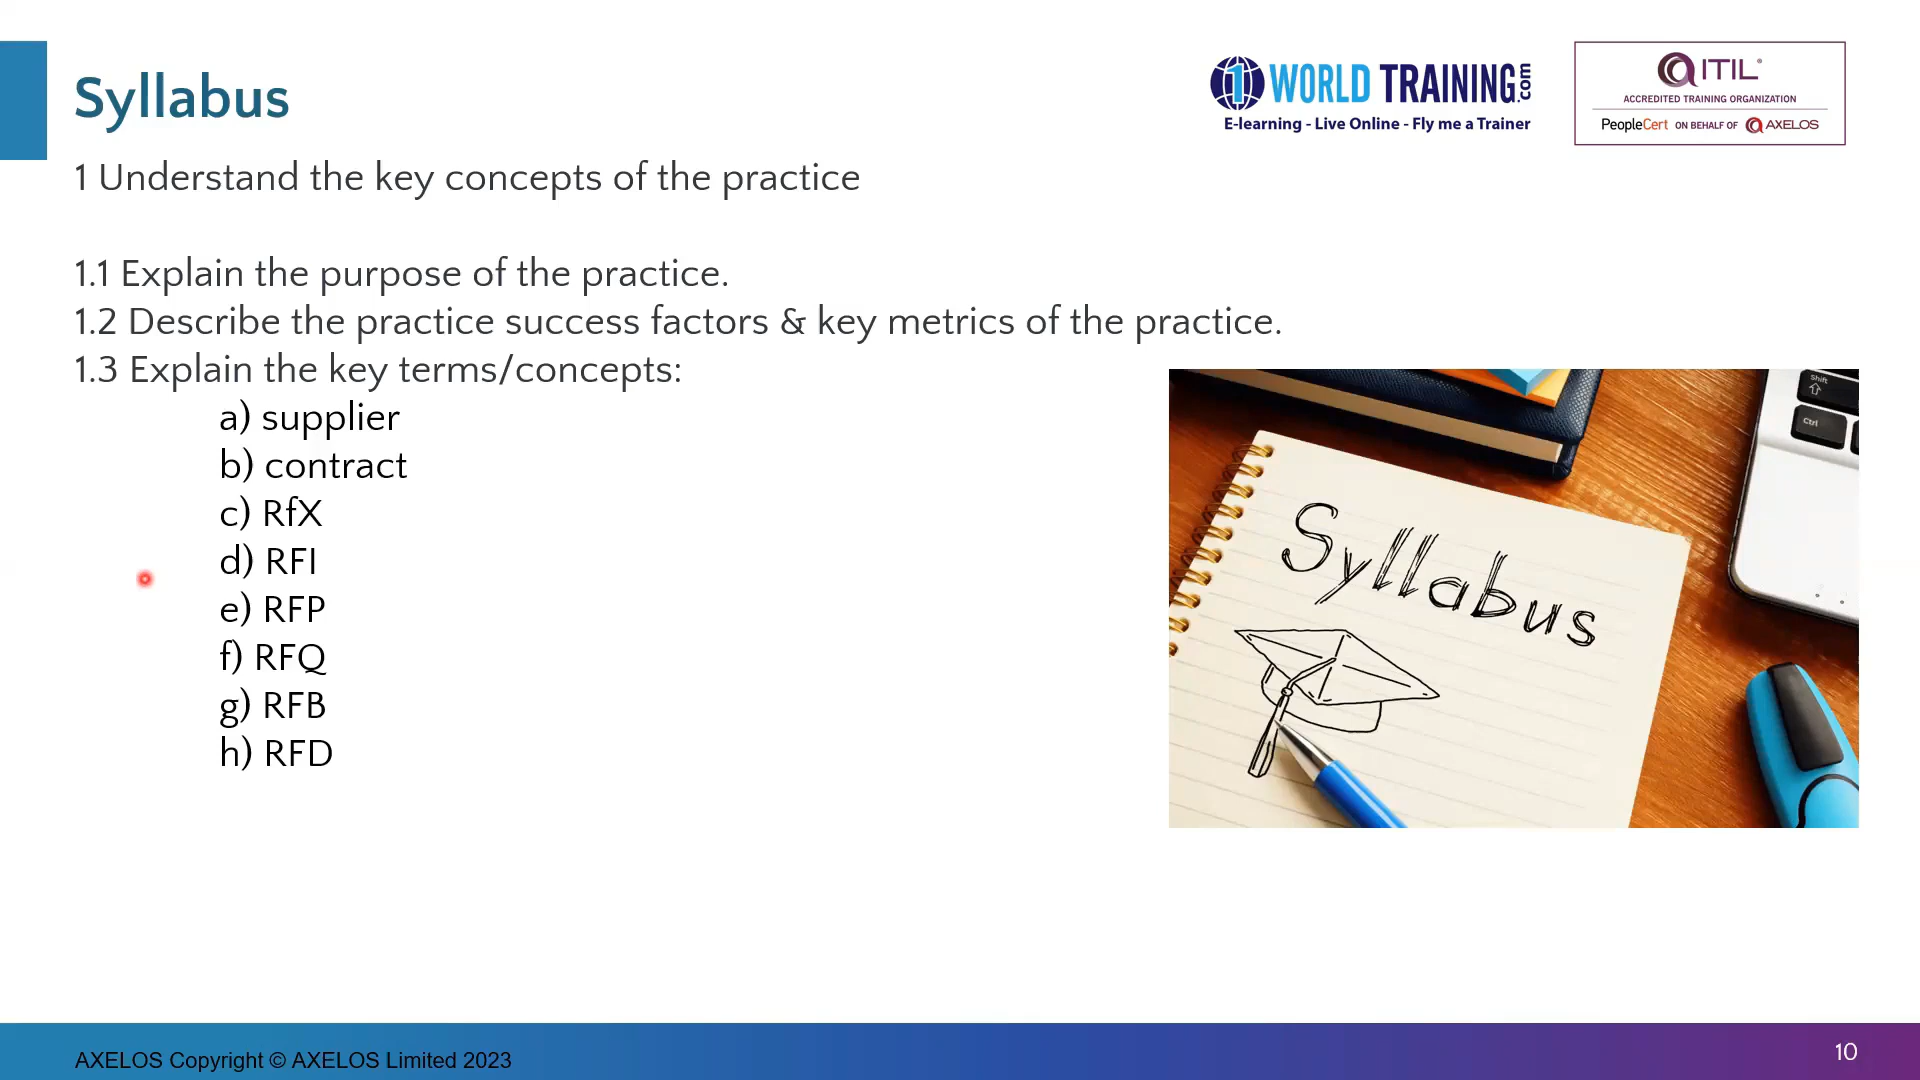 Syllabus
1 WORLD TRAINING.com
E-learning - Live Online - Fly me a Trainer
ITIL®
ACCREDITED TRAINING ORGANIZATION
PeopleCert ON BEHALF OF AXELOS
1 Understand the key concepts of the practice
1.1 Explain the purpose of the practice.
1.2 Describe the practice success factors & key metrics of the practice.
1.3 Explain the key terms/concepts:
a) supplier
b) contract
c) RfX
d) RFI
e) RFP
f) RFQ
g) RFB
h) RFD
Shift
Ctrl
Syllabus
AXELOS Copyright © AXELOS Limited 2023
10